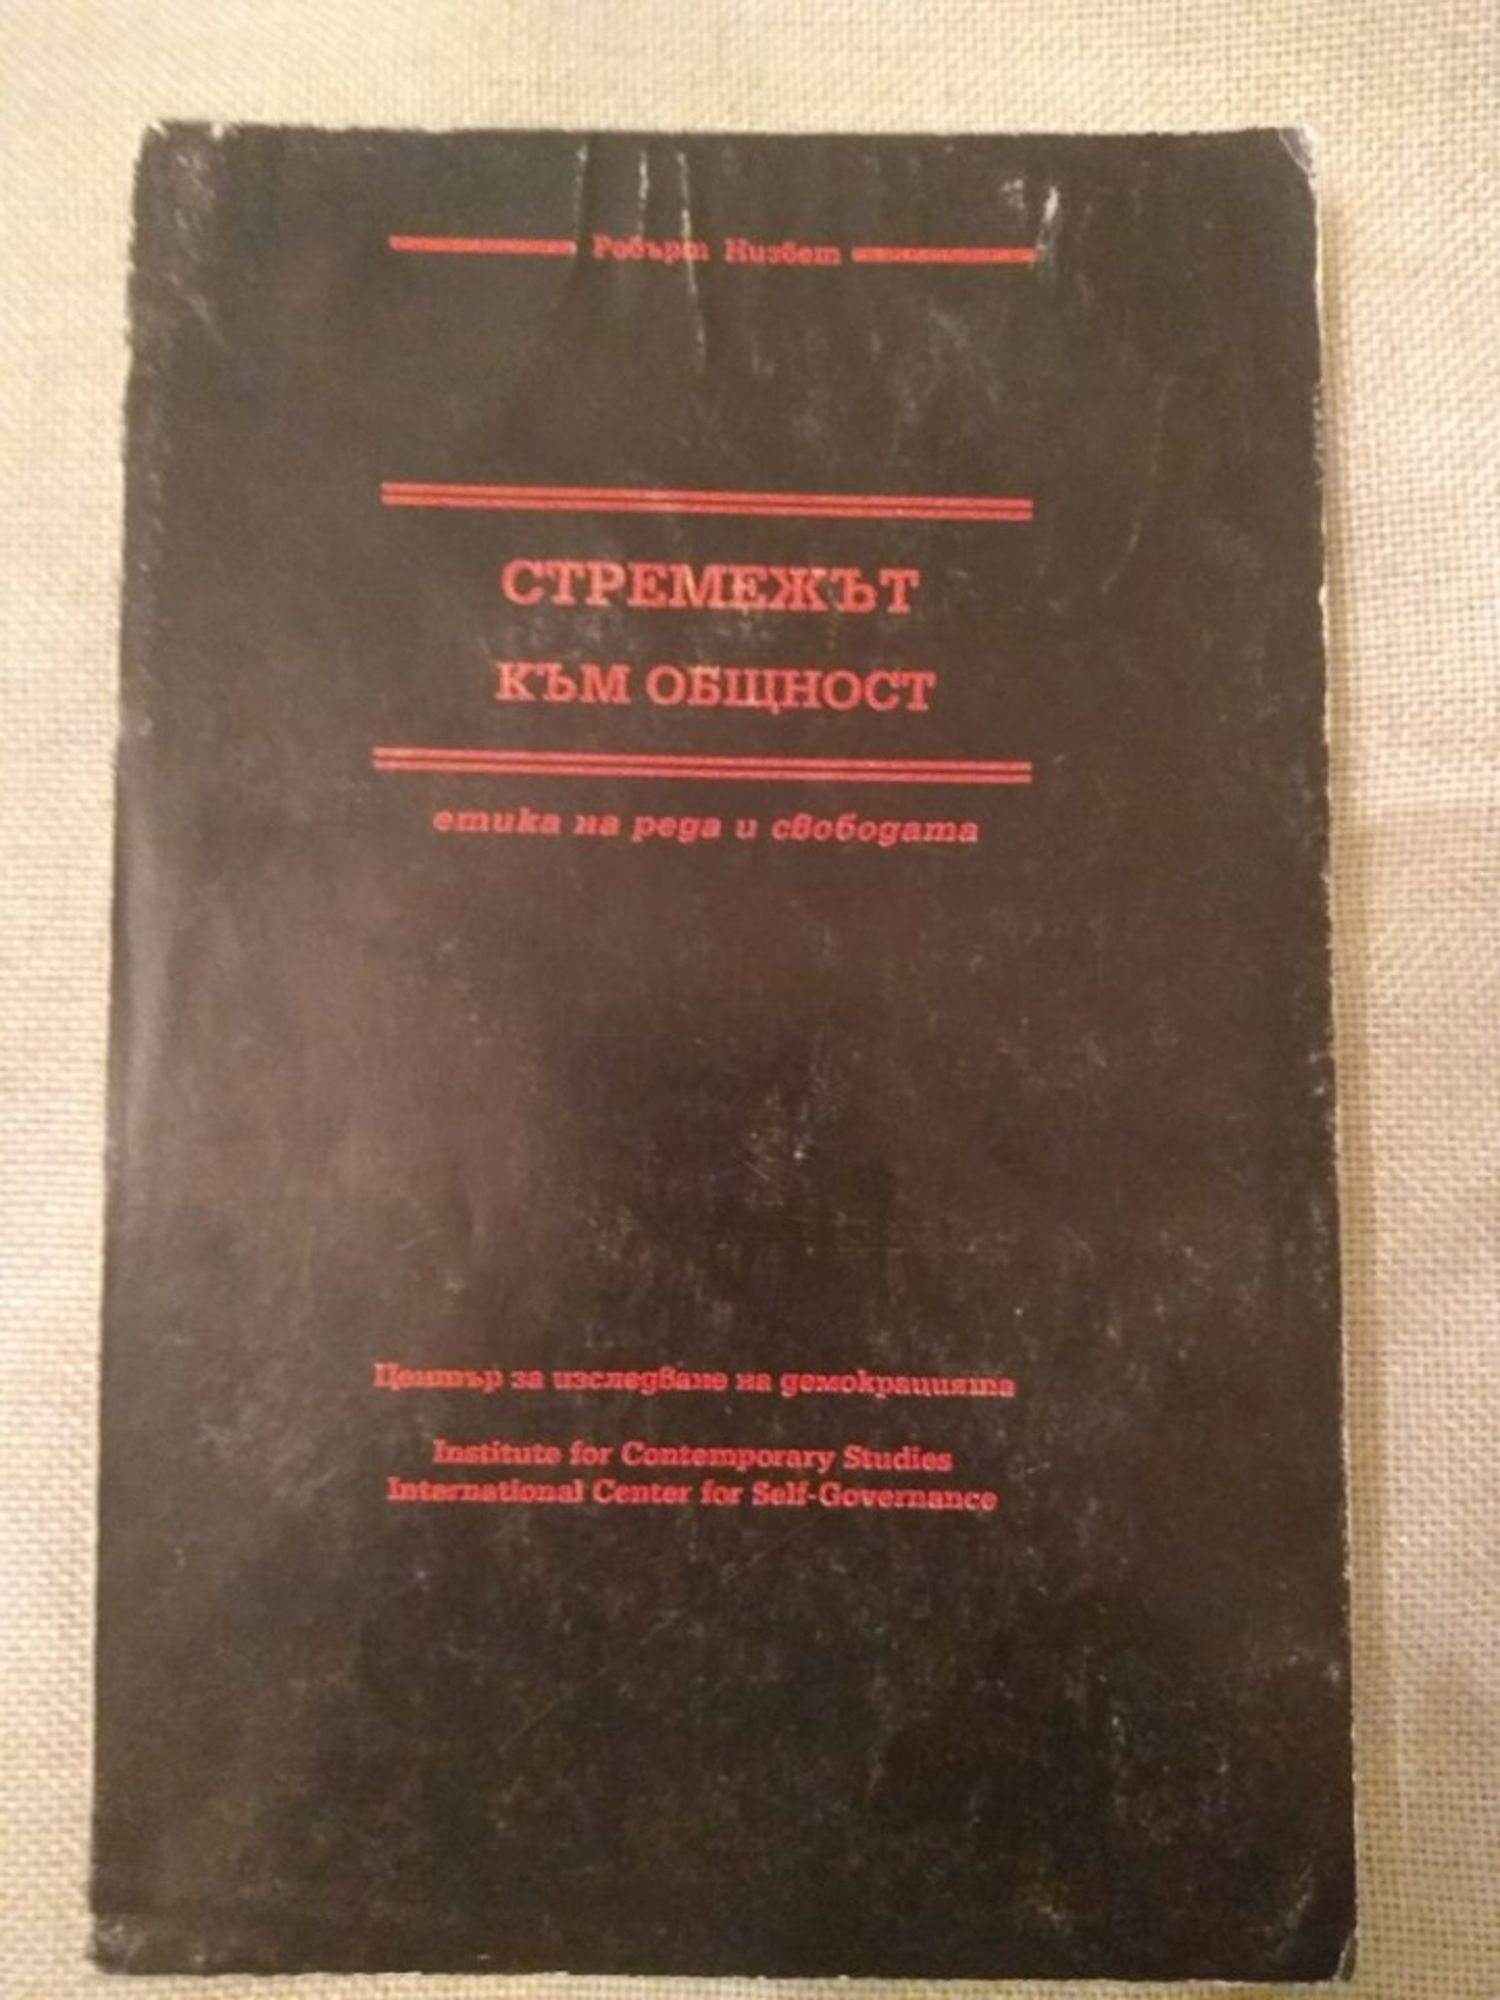 Робърт Низбет
СТРЕМЕЖЪТ
КЪМ ОБЩНОСТ
етика на реда и свободата
Център за изследване на демокрацията
Institute for Contemporary Studies
International Center for Self-Governance